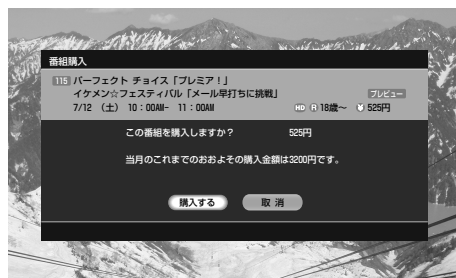 番組購入
115 パーフェクト チョイス「プレミア!」
イケメン☆フェスティバル「メール早打ちに挑戦」 プレビュー
7/12 (土) 10:00AM- 11:00AM HD R 18歳～ ¥ 525円
この番組を購入しますか? 525円
当月のこれまでのおおよその購入金額は3200円です。
購入する 取 消